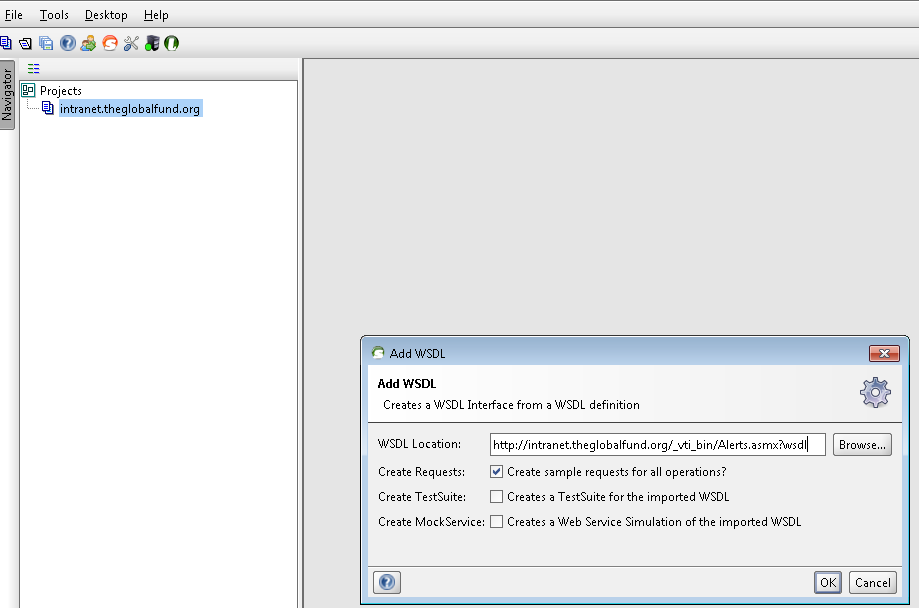 File Tools Desktop Help
Navigator
Projects
intranet.theglobalfund.org
Add WSDL
Add WSDL
Creates a WSDL Interface from a WSDL definition
WSDL Location: http://intranet.theglobalfund.org/_vti_bin/Alerts.asmx?wsdl Browse...
Create Requests: Create sample requests for all operations?
Create TestSuite: Creates a TestSuite for the imported WSDL
Create MockService: Creates a Web Service Simulation of the imported WSDL
OK Cancel